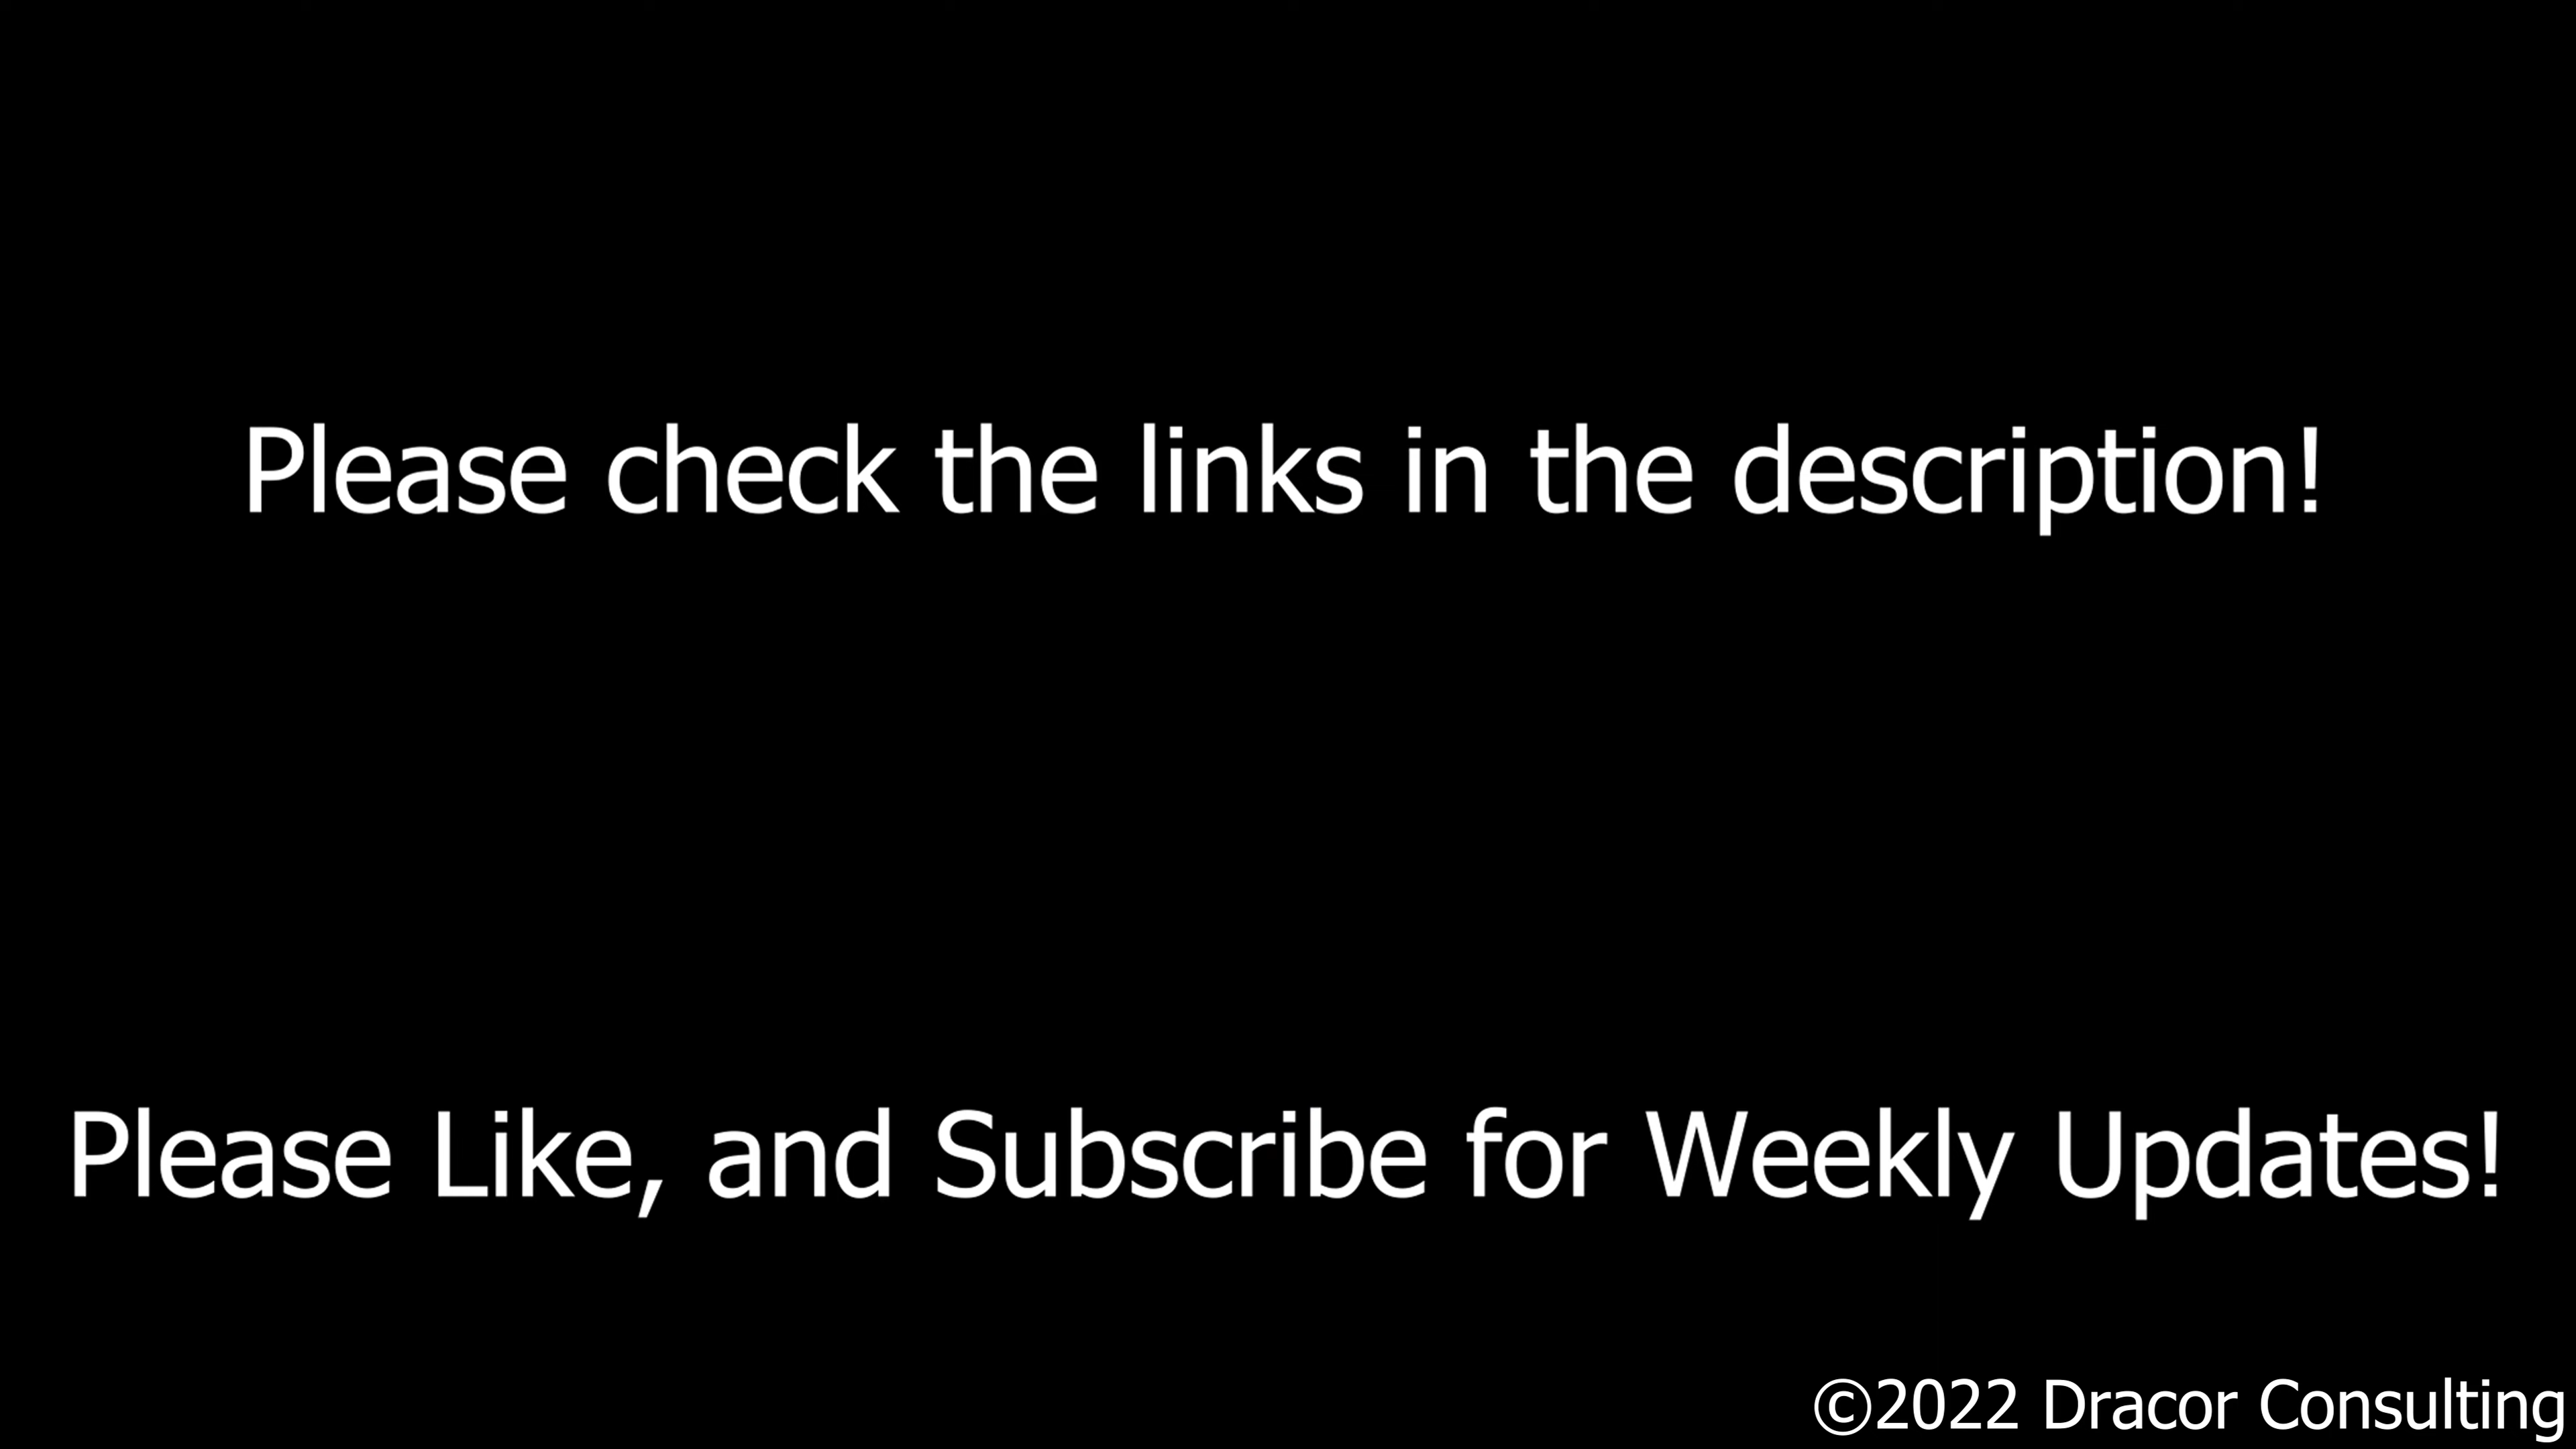 Please check the links in the description!
Please Like, and Subscribe for Weekly Updates!
©2022 Dracor Consulting